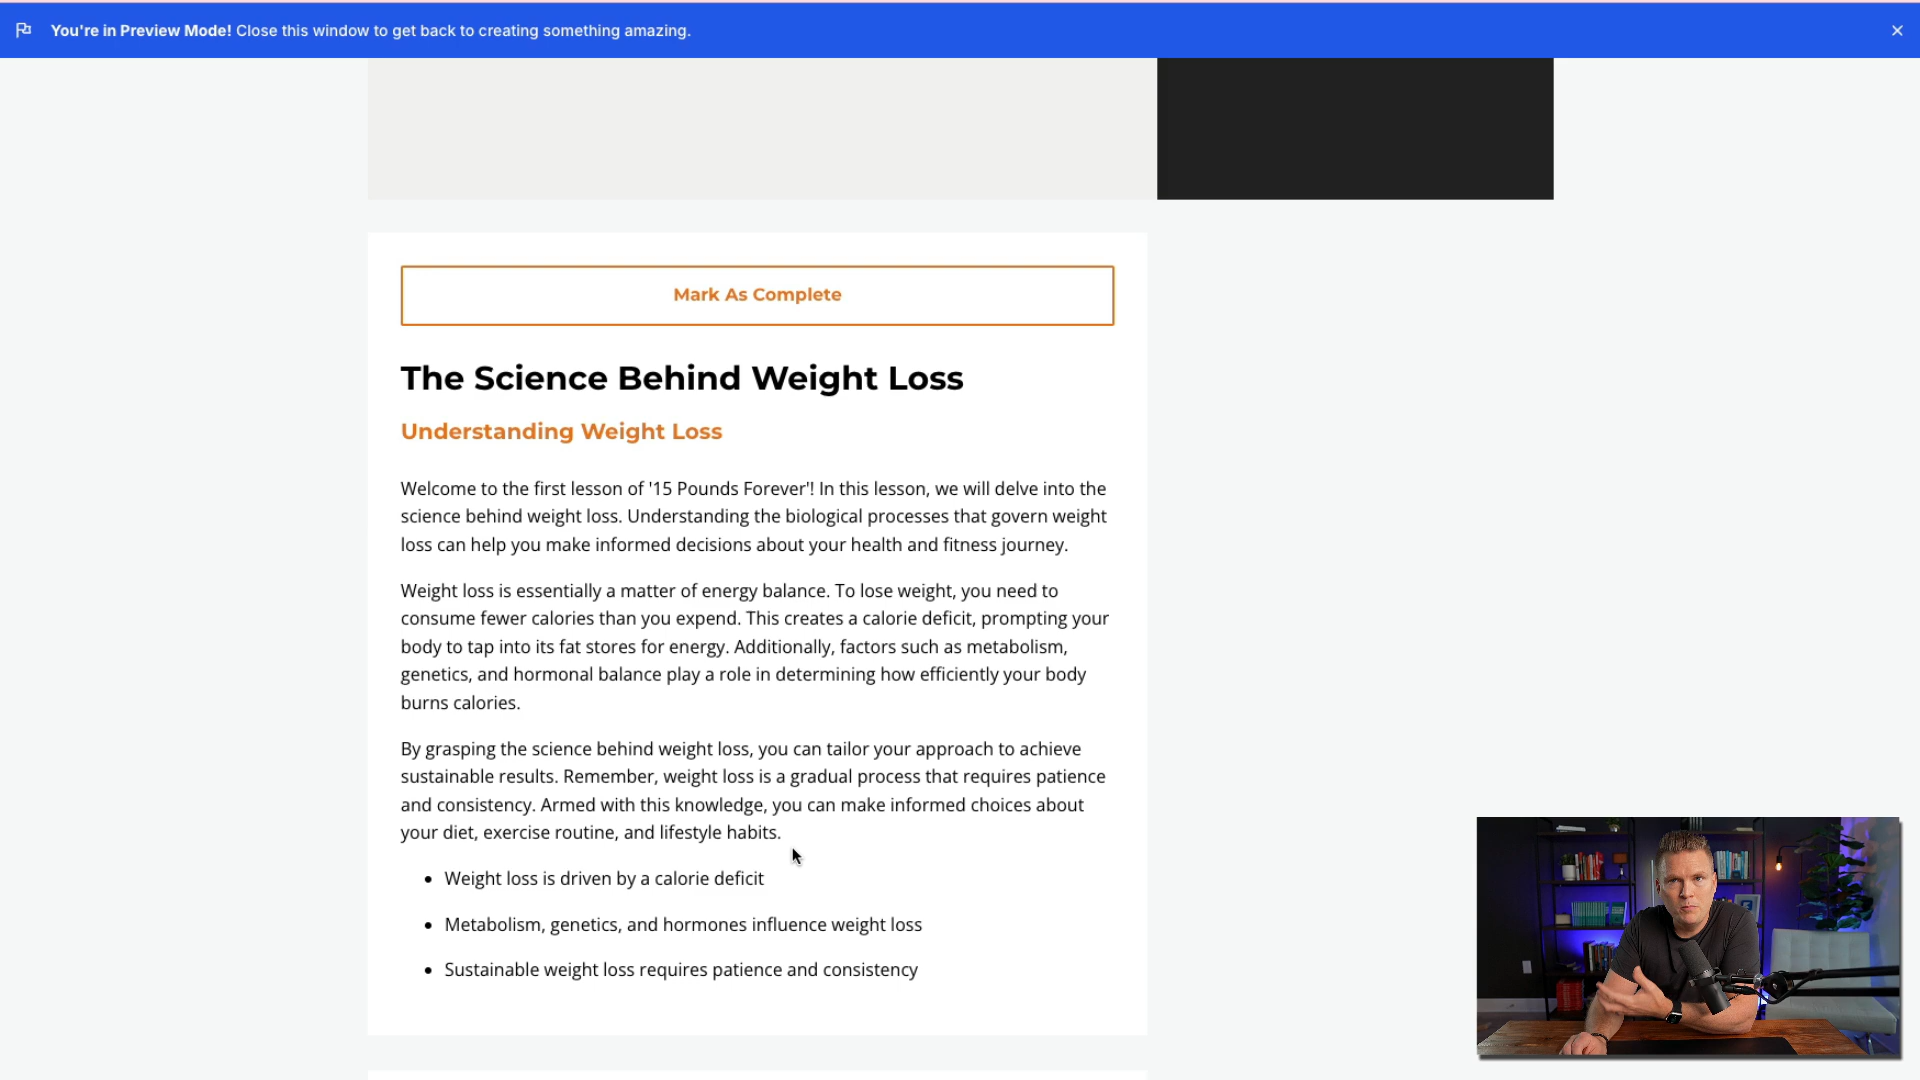 You're in Preview Mode! Close this window to get back to creating something amazing.
Mark As Complete
The Science Behind Weight Loss
Understanding Weight Loss
Welcome to the first lesson of '15 Pounds Forever'! In this lesson, we will delve into the
science behind weight loss. Understanding the biological processes that govern weight
loss can help you make informed decisions about your health and fitness journey.
Weight loss is essentially a matter of energy balance. To lose weight, you need to
consume fewer calories than you expend. This creates a calorie deficit, prompting your
body to tap into its fat stores for energy. Additionally, factors such as metabolism,
genetics, and hormonal balance play a role in determining how efficiently your body
burns calories.
By grasping the science behind weight loss, you can tailor your approach to achieve
sustainable results. Remember, weight loss is a gradual process that requires patience
and consistency. Armed with this knowledge, you can make informed choices about
your diet, exercise routine, and lifestyle habits.
• Weight loss is driven by a calorie deficit
• Metabolism, genetics, and hormones influence weight loss
• Sustainable weight loss requires patience and consistency